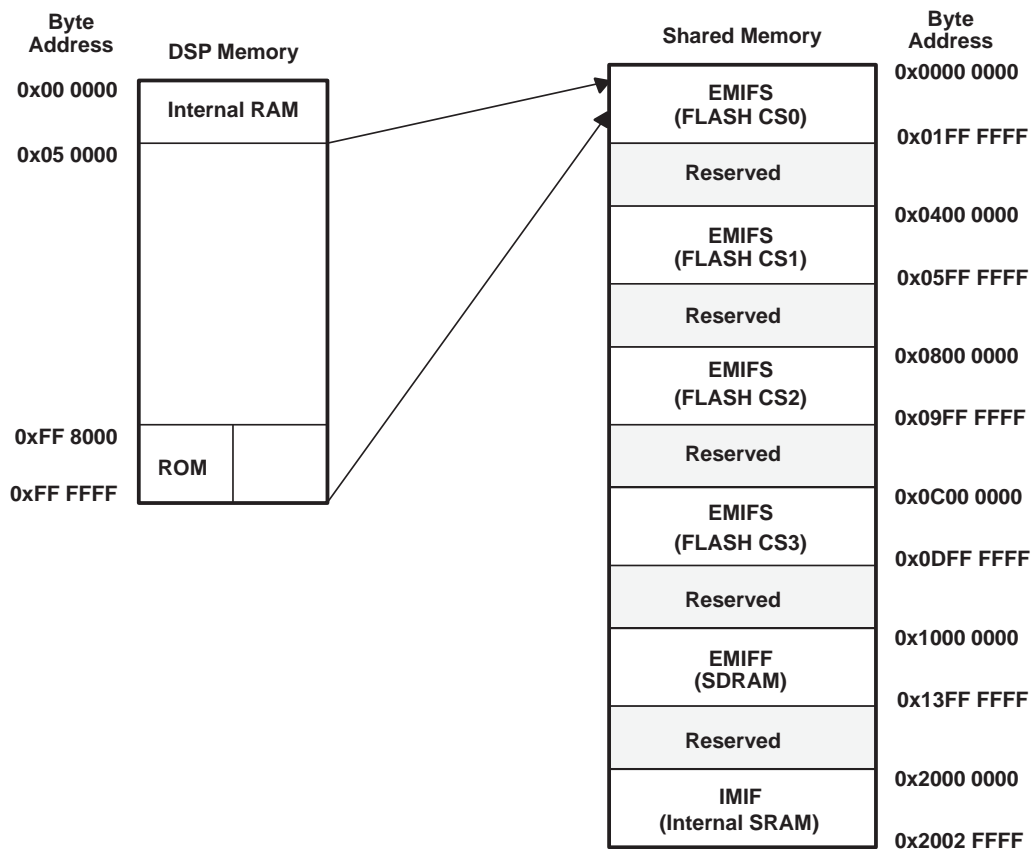 Byte
Address
DSP Memory
0x00 0000
Internal RAM
0x05 0000
0xFF 8000
ROM
0xFF FFFF
Shared Memory
Byte
Address
0x0000 0000
EMIFS
(FLASH CS0)
0x01FF FFFF
Reserved
0x0400 0000
EMIFS
(FLASH CS1)
0x05FF FFFF
Reserved
0x0800 0000
EMIFS
(FLASH CS2)
0x09FF FFFF
Reserved
0x0C00 0000
EMIFS
(FLASH CS3)
0x0DFF FFFF
Reserved
0x1000 0000
EMIFF
(SDRAM)
0x13FF FFFF
Reserved
0x2000 0000
IMIF
(Internal SRAM)
0x2002 FFFF